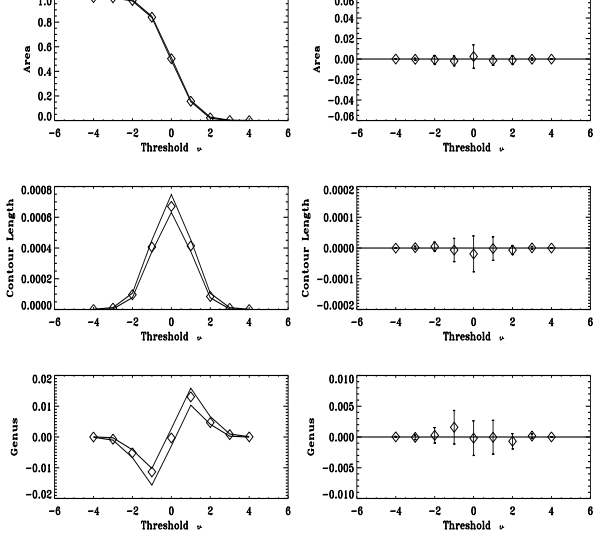 1.0
0.8
0.6
0.4
0.2
0.0
Area
−6 −4 −2 0 2 4 6
Threshold ν
0.06
0.04
0.02
0.00
−0.02
−0.04
−0.06
Area
−6 −4 −2 0 2 4 6
Threshold ν
0.0008
0.0006
0.0004
0.0002
0.0000
Contour Length
−6 −4 −2 0 2 4 6
Threshold ν
0.0002
0.0001
0.0000
−0.0001
−0.0002
Contour Length
−6 −4 −2 0 2 4 6
Threshold ν
0.02
0.01
0.00
−0.01
−0.02
Genus
−6 −4 −2 0 2 4 6
Threshold ν
0.010
0.005
0.000
−0.005
−0.010
Genus
−6 −4 −2 0 2 4 6
Threshold ν